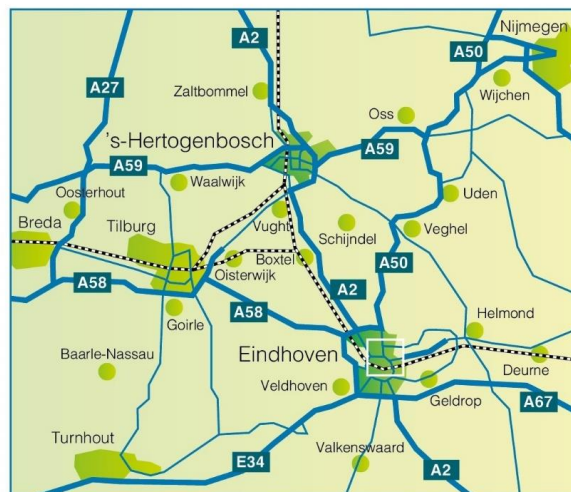 A2
Nijmegen
A50
A27
Zaltbommel
Wijchen
Oss
's-Hertogenbosch
A59
A59
Waalwijk
Oosterhout
Uden
Breda
Tilburg
Vught
Schijndel
Veghel
Oisterwijk
Boxtel
A50
A58
A2
Goirle
A58
Helmond
Eindhoven
Baarle-Nassau
Deurne
Veldhoven
Geldrop
A67
Turnhout
Valkenswaard
E34
A2